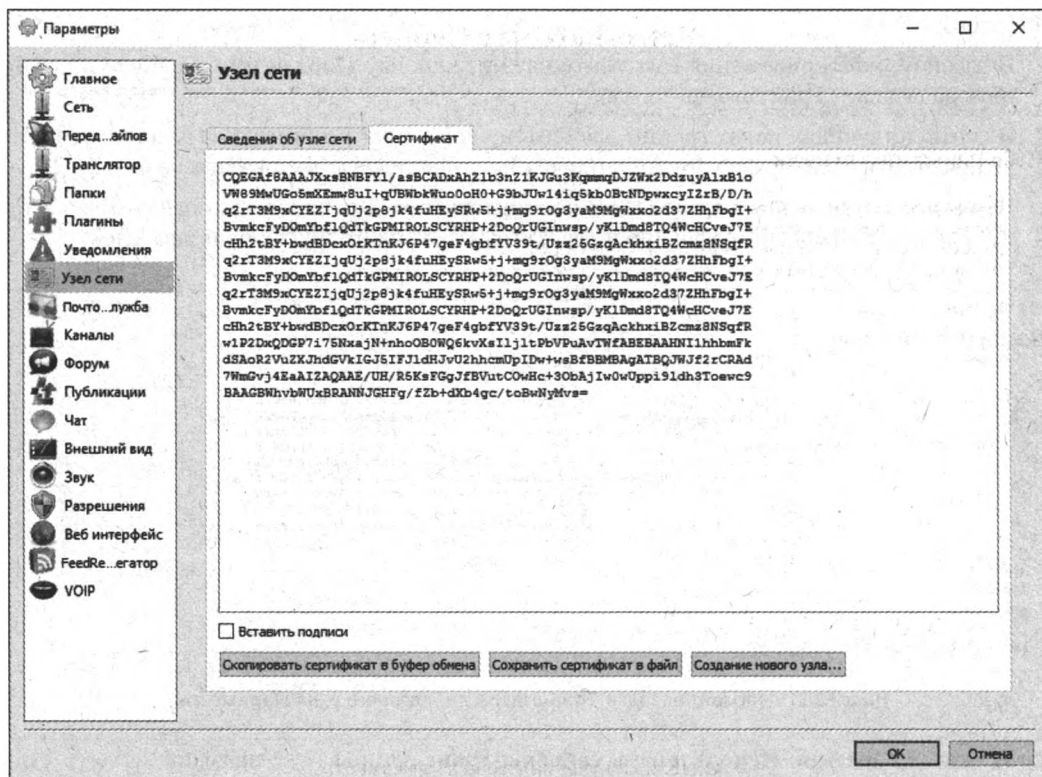 Параметры
Главное
Сеть
Перед...айлов
Транслятор
Папки
Плагины
Уведомления
Узел сети
Почто...лужба
Каналы
Форум
Публикации
Чат
Внешний вид
Звук
Разрешения
Веб интерфейс
FeedRe...егатор
VOIP
Узел сети
Сведения об узле сети
Сертификат
CQEGAf8AAAJXxsBNBFYl/asBCADxAhZlb3nZ1KJGu3KqmmqDJZWx2DdzuyAlxB1o
VW89MwUGo5mXEmw8uI+qUBWbkWuo0oH0+G9bJUw14iq5kb0BtNDpwxcyIZrB/D/h
q2rT3M9xCYEZIjqUj2p8jk4fuHEySRw5+j+mg9rOg3yaM9MgWxxo2d37ZHhFbgI+
BvmkcFyDOmYbflQdTkGPMIROLSCYRHP+2DoQrUGInwsp/yKlDmd8TQ4WcHCveJ7E
cHh2tBY+bwdBDcxOrKTnKJ6P47geF4gbfYV39t/Uzz25GzqAckhxiBZcmz8NSqfR
q2rT3M9xCYEZIjqUj2p8jk4fuHEySRw5+j+mg9rOg3yaM9MgWxxo2d37ZHhFbgI+
BvmkcFyDOmYbflQdTkGPMIROLSCYRHP+2DoQrUGInwsp/yKlDmd8TQ4WcHCveJ7E
q2rT3M9xCYEZIjqUj2p8jk4fuHEySRw5+j+mg9rOg3yaM9MgWxxo2d37ZHhFbgI+
BvmkcFyDOmYbflQdTkGPMIROLSCYRHP+2DoQrUGInwsp/yKlDmd8TQ4WcHCveJ7E
cHh2tBY+bwdBDcxOrKTnKJ6P47geF4gbfYV39t/Uzz25GzqAckhxiBZcmz8NSqfR
w1P2DxQDGP7i75NxajN+nhoOB0WQ6kvXsIljltPbVPuAvTWfABEBAAHNI1hhbmFk
dSAoR2VuZXJhdGVkIGJ5IFJldHJvU2hhcmUpIDw+wsBfBBMBAgATBQJWJf2rCRAd
7WmGvj4EaAIZAQAAE/UH/R5KsFGgJfBVutCOwHc+3ObAjIw0wUppi9ldh3Toewc9
BAAGBWhvbWUxBRANNJGHFg/fZb+dXb4gc/toBwNyMvs=
Вставить подписи
Скопировать сертификат в буфер обмена
Сохранить сертификат в файл
Создание нового узла...
OK
Отмена